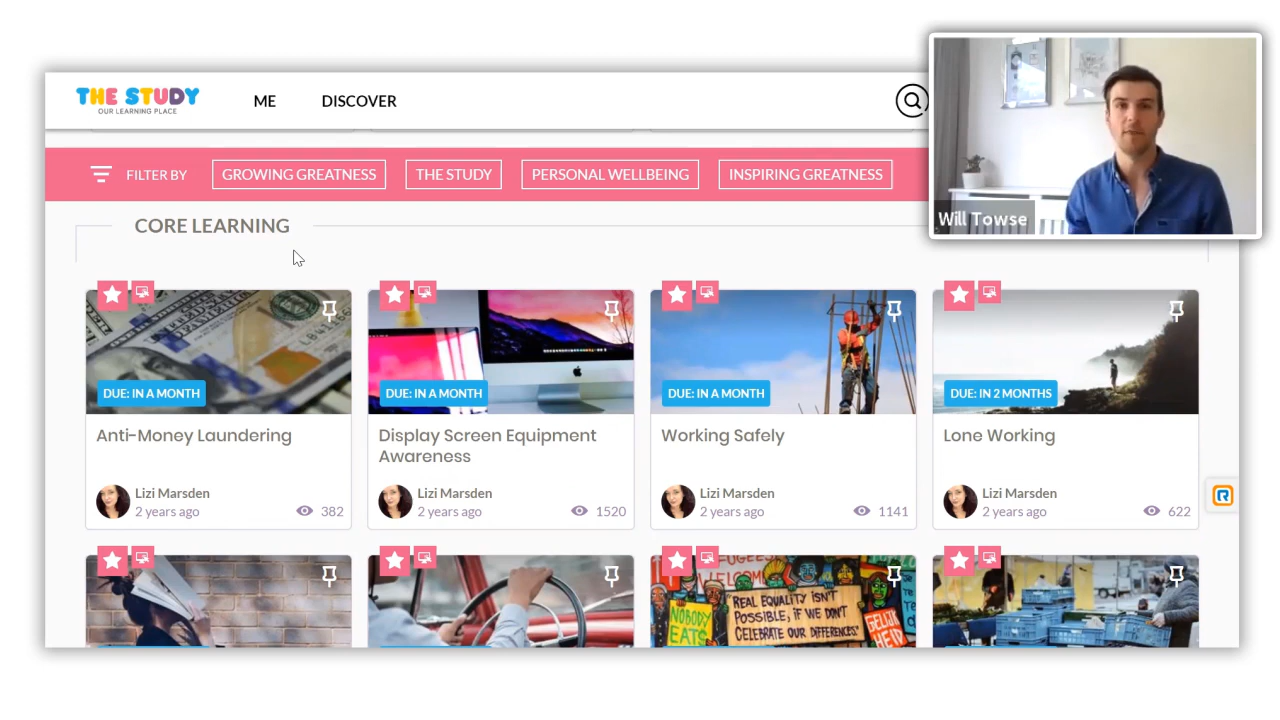 THE STUDY
OUR LEARNING PLACE
ME
DISCOVER
Will Towse
FILTER BY
GROWING GREATNESS
THE STUDY
PERSONAL WELLBEING
INSPIRING GREATNESS
CORE LEARNING
DUE: IN A MONTH
Anti-Money Laundering
Lizi Marsden
2 years ago
382
DUE: IN A MONTH
Display Screen Equipment
Awareness
Lizi Marsden
2 years ago
1520
DUE: IN A MONTH
Working Safely
Lizi Marsden
2 years ago
1141
DUE: IN 2 MONTHS
Lone Working
Lizi Marsden
2 years ago
622
WELCOME
NOBODY
EATS
REAL EQUALITY ISN'T
POSSIBLE, IF WE DON'T
CELEBRATE OUR DIFFERENCES"
GELIJK
HEID